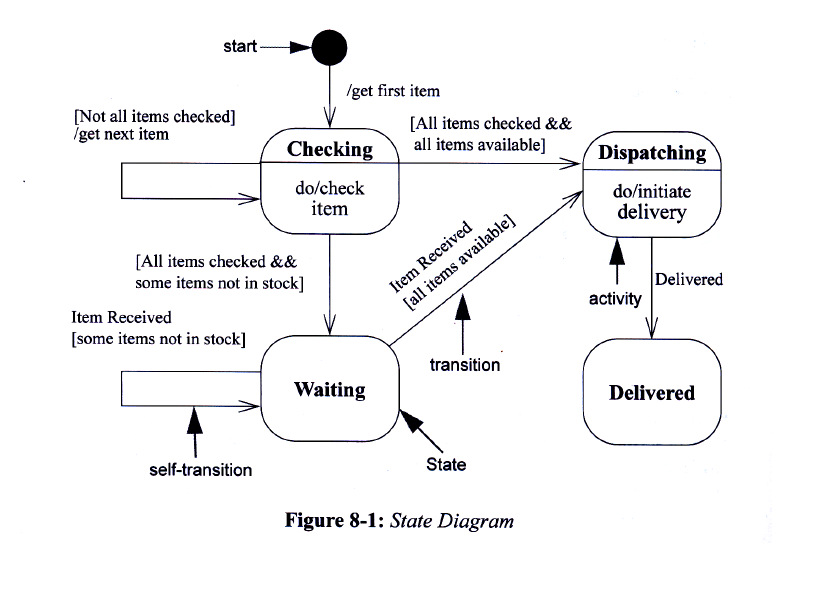 start
/get first item
[Not all items checked]
/get next item
[All items checked &&
all items available]
Checking
do/check
item
Dispatching
do/initiate
delivery
[All items checked &&
some items not in stock]
Item Received
[all items available]
activity
Delivered
Item Received
[some items not in stock]
transition
Waiting
Delivered
self-transition
State
Figure 8-1: State Diagram